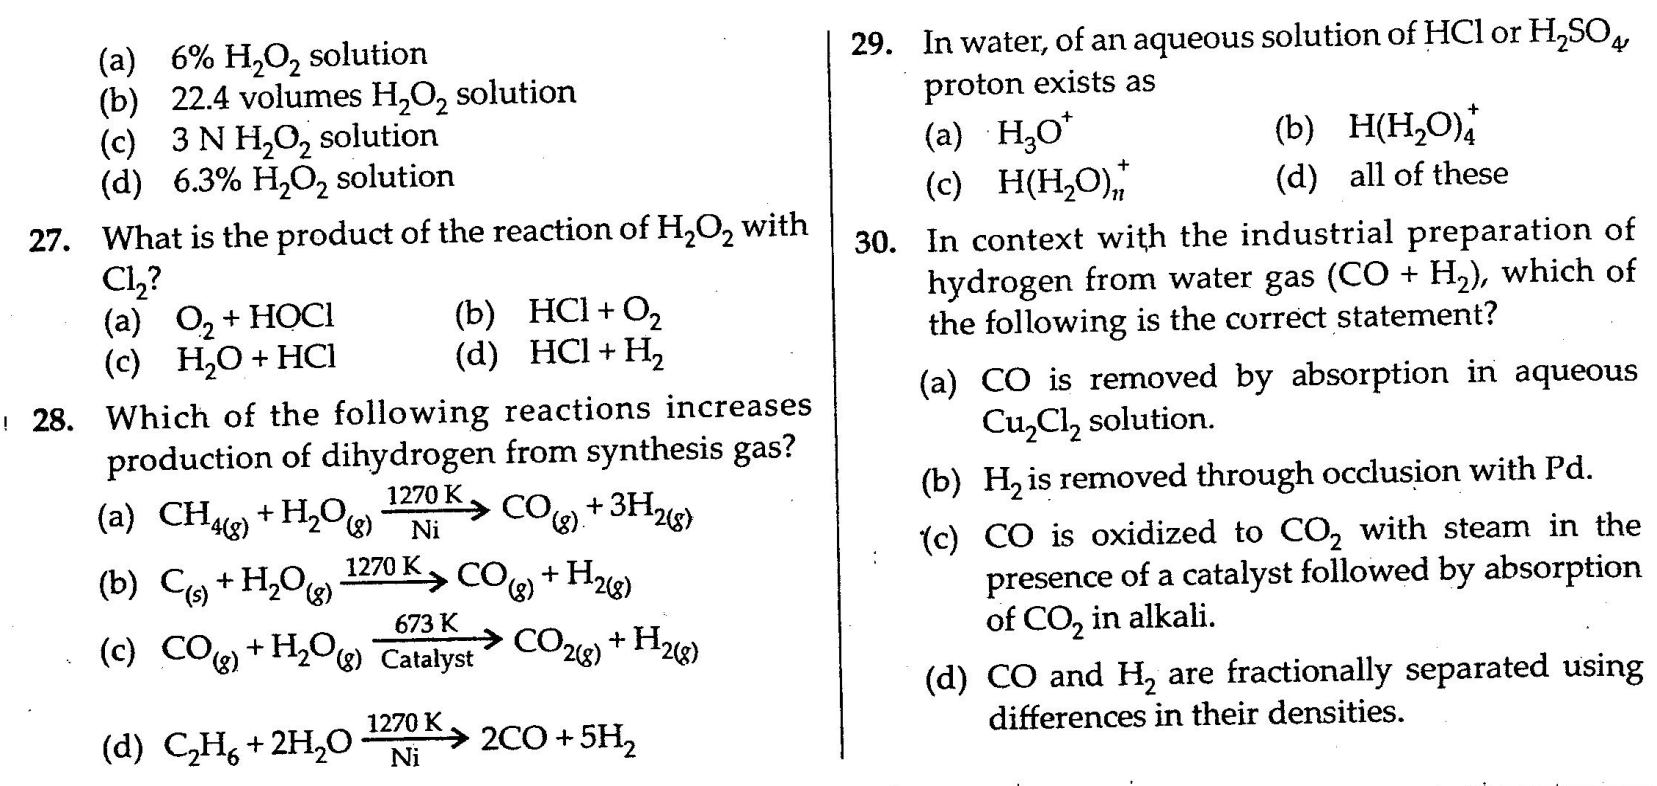 (a) 6% H₂O₂ solution
(b) 22.4 volumes H₂O₂ solution
(c) 3 N H₂O₂ solution
(d) 6.3% H₂O₂ solution
27. What is the product of the reaction of H₂O₂ with
Cl₂?
(a) O₂ + HOCl (b) HCl + O₂
(c) H₂O + HCl (d) HCl + H₂
28. Which of the following reactions increases
production of dihydrogen from synthesis gas?
(a) CH₄(g) + H₂O(g) —1270 K/Ni→ CO(g) + 3H₂(g)
(b) C(s) + H₂O(g) —1270 K→ CO(g) + H₂(g)
(c) CO(g) + H₂O(g) —673 K/Catalyst→ CO₂(g) + H₂(g)
(d) C₂H₆ + 2H₂O —1270 K/Ni→ 2CO + 5H₂
29. In water, of an aqueous solution of HCl or H₂SO₄,
proton exists as
(a) H₃O⁺ (b) H(H₂O)₄⁺
(c) H(H₂O)ₙ⁺ (d) all of these
30. In context with the industrial preparation of
hydrogen from water gas (CO + H₂), which of
the following is the correct statement?
(a) CO is removed by absorption in aqueous
Cu₂Cl₂ solution.
(b) H₂ is removed through occlusion with Pd.
(c) CO is oxidized to CO₂ with steam in the
presence of a catalyst followed by absorption
of CO₂ in alkali.
(d) CO and H₂ are fractionally separated using
differences in their densities.